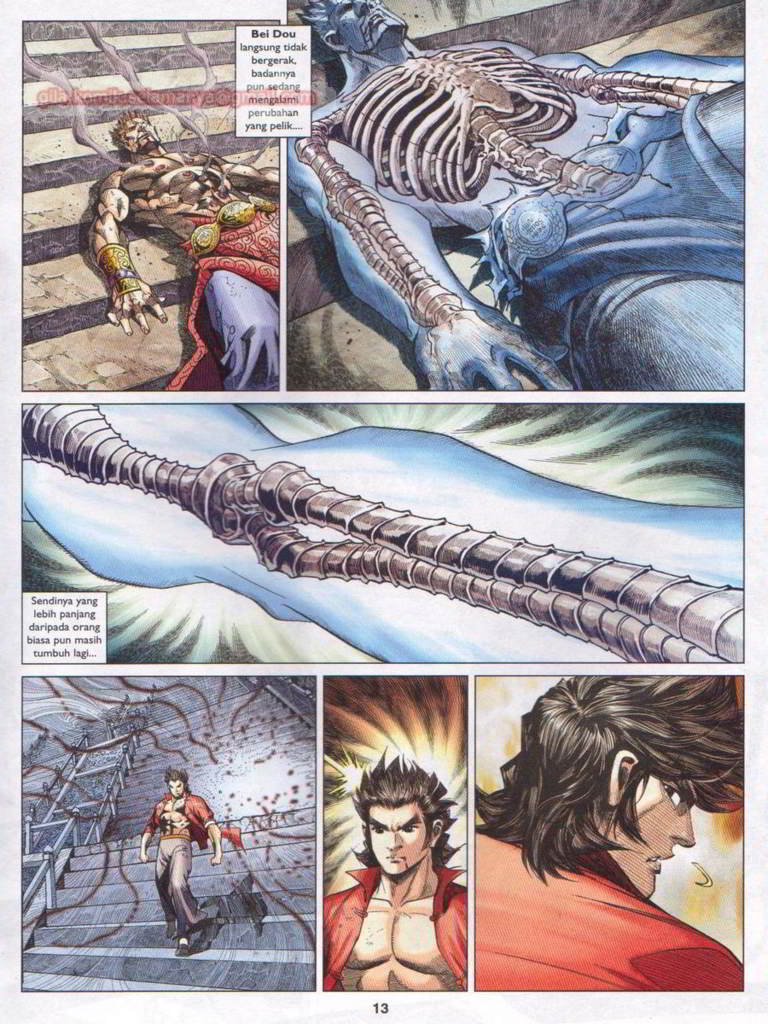 Bei Dou
langsung tidak
bergerak,
badannya
pun sedang
mengalami
perubahan
yang pelik....
Sendinya yang
lebih panjang
daripada orang
biasa pun masih
tumbuh lagi...
13